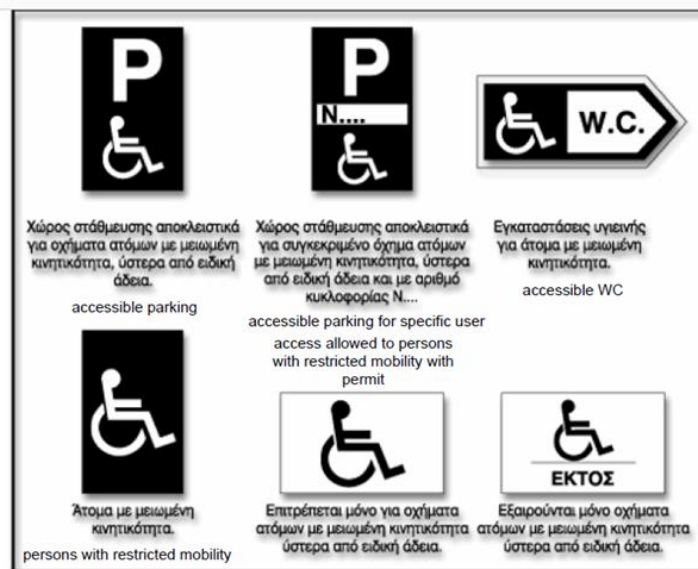 P
P
N....
W.C.
Χώρος στάθμευσης αποκλειστικά
για οχήματα ατόμων με μειωμένη
κινητικότητα, ύστερα από ειδική
άδεια.
accessible parking
Χώρος στάθμευσης αποκλειστικά
για συγκεκριμένο όχημα ατόμων
με μειωμένη κινητικότητα, ύστερα
από ειδική άδεια και με αριθμό
κυκλοφορίας N....
accessible parking for specific user
Εγκαταστάσεις υγιεινής
για άτομα με μειωμένη
κινητικότητα.
accessible WC
Άτομα με μειωμένη
κινητικότητα.
persons with restricted mobility
access allowed to persons
with restricted mobility with
permit
Επιτρέπεται μόνο για οχήματα
ατόμων με μειωμένη κινητικότητα
ύστερα από ειδική άδεια.
ΕΚΤΟΣ
Εξαιρούνται μόνο οχήματα
ατόμων με μειωμένη κινητικότητα
ύστερα από ειδική άδεια.